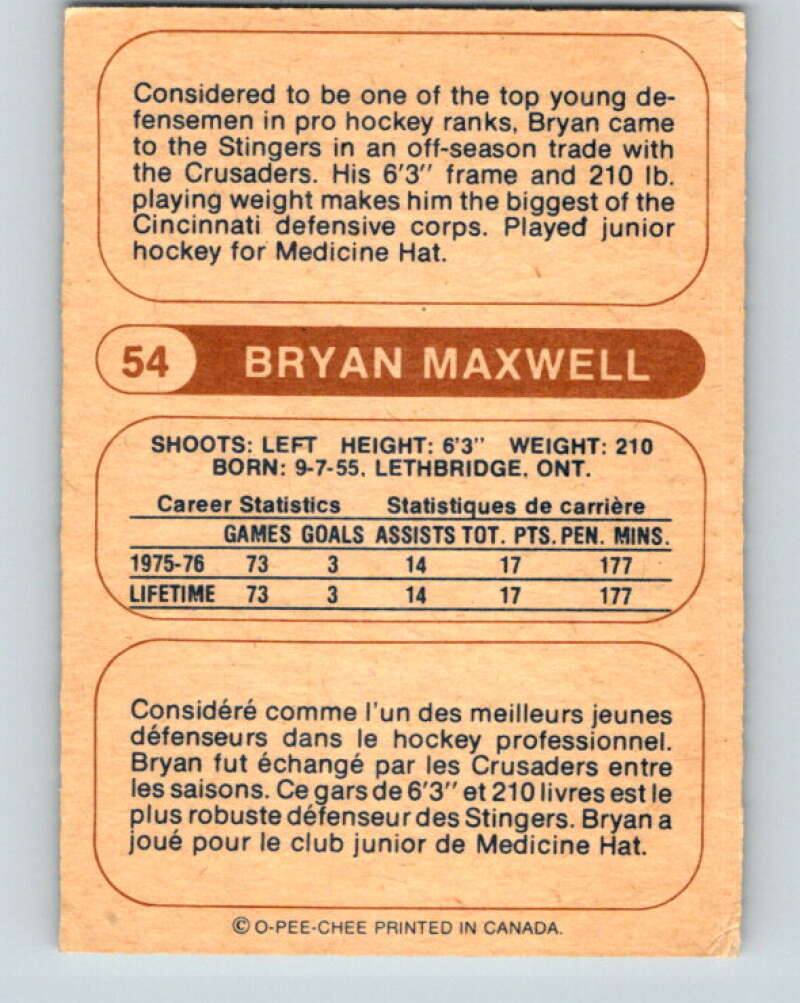 Considered to be one of the top young de-
fensemen in pro hockey ranks, Bryan came
to the Stingers in an off-season trade with
the Crusaders. His 6'3" frame and 210 lb.
playing weight makes him the biggest of the
Cincinnati defensive corps. Played junior
hockey for Medicine Hat.
54 BRYAN MAXWELL
SHOOTS: LEFT HEIGHT: 6'3" WEIGHT: 210
BORN: 9-7-55, LETHBRIDGE, ONT.
Career Statistics Statistiques de carrière
GAMES GOALS ASSISTS TOT. PTS. PEN. MINS.
1975-76 73 3 14 17 177
LIFETIME 73 3 14 17 177
Considéré comme l'un des meilleurs jeunes
défenseurs dans le hockey professionnel.
Bryan fut échangé par les Crusaders entre
les saisons. Ce gars de 6'3" et 210 livres est le
plus robuste défenseur des Stingers. Bryan a
joué pour le club junior de Medicine Hat.
© O-PEE-CHEE PRINTED IN CANADA.